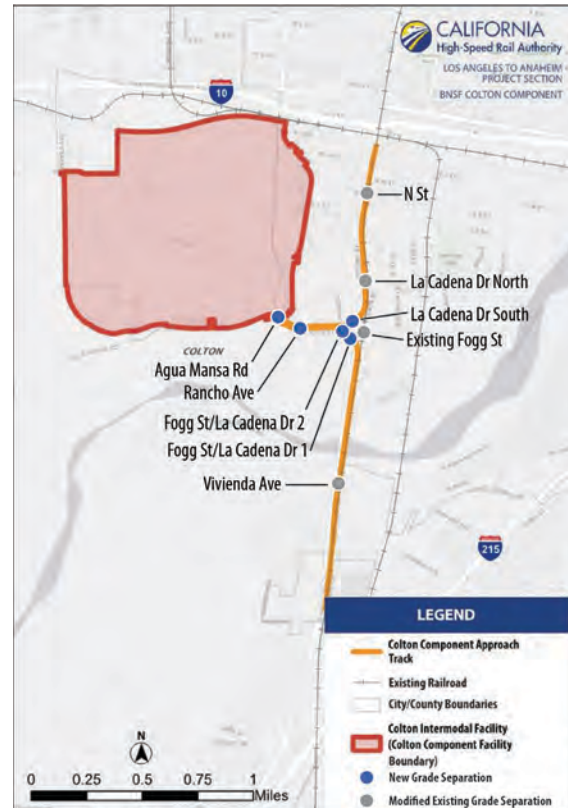 CALIFORNIA
High-Speed Rail Authority
LOS ANGELES TO ANAHEIM
PROJECT SECTION
BNSF COLTON COMPONENT
10
N St
La Cadena Dr North
La Cadena Dr South
Existing Fogg St
COLTON
Agua Mansa Rd
Rancho Ave
Fogg St/La Cadena Dr 2
Fogg St/La Cadena Dr 1
Vivienda Ave
215
LEGEND
Colton Component Approach
Track
Existing Railroad
City/County Boundaries
Colton Intermodal Facility
(Colton Component Facility
Boundary)
New Grade Separation
Modified Existing Grade Separation
N
0 0.25 0.5 0.75 1
Miles